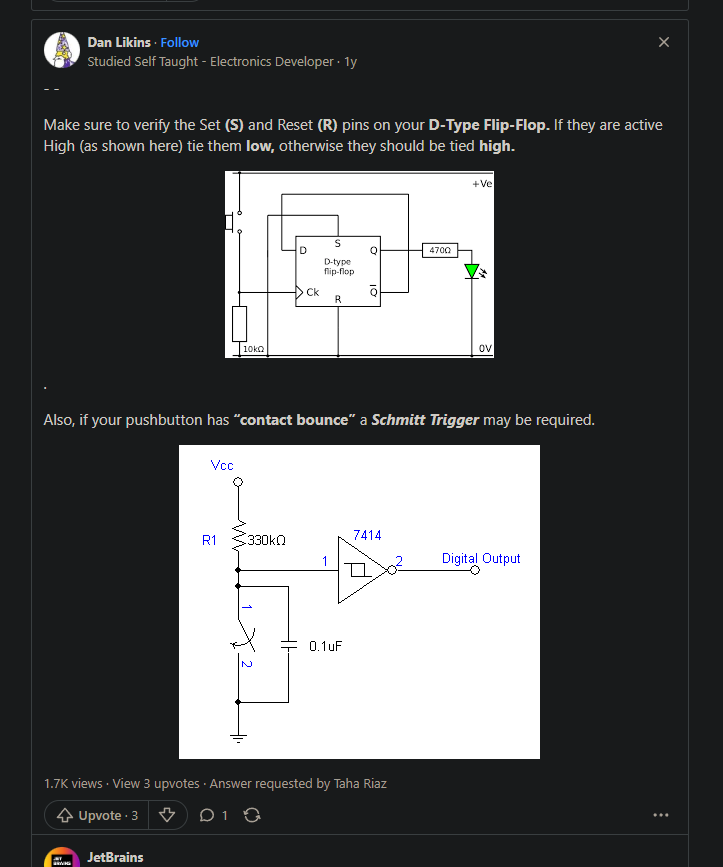 Dan Likins · Follow
Studied Self Taught - Electronics Developer · 1y
- -
Make sure to verify the Set (S) and Reset (R) pins on your D-Type Flip-Flop. If they are active
High (as shown here) tie them low, otherwise they should be tied high.
+Ve
S
D
Q
470Ω
D-type
flip-flop
Ck
Q̅
R
10kΩ
0V
.
Also, if your pushbutton has “contact bounce” a Schmitt Trigger may be required.
Vcc
R1
330kΩ
7414
1
2
Digital Output
1
0.1uF
2
1.7K views · View 3 upvotes · Answer requested by Taha Riaz
Upvote · 3
1
JET
BRAINS
JetBrains